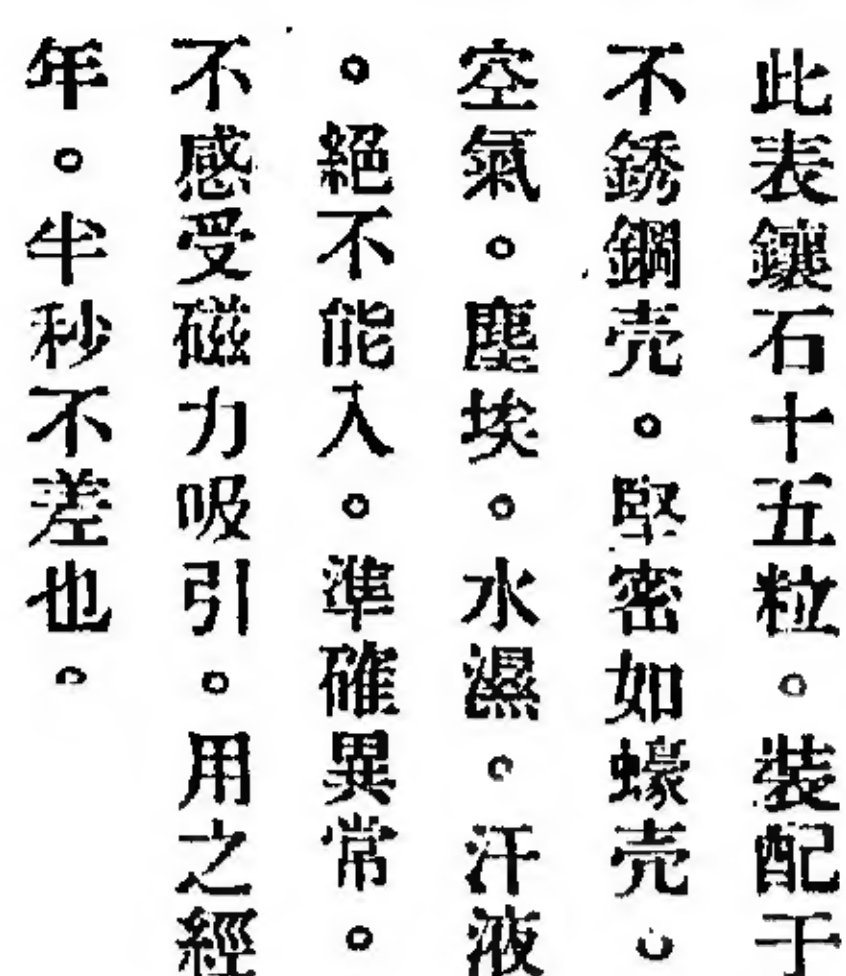 此表鑲石十五粒。裝配于
不銹鋼壳。堅密如蠔壳。
空氣。塵埃。水濕。汗液
。絕不能入。準確異常。
不感受磁力吸引。用之經
年。半秒不差也。